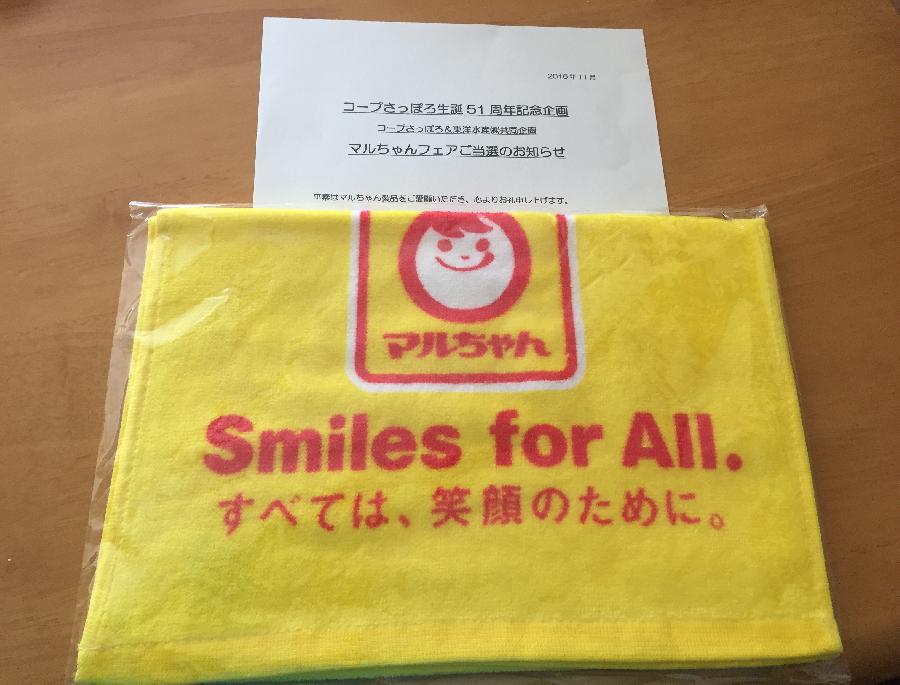 2016年11月
コープさっぽろ生誕51周年記念企画
コープさっぽろ&東洋水産㈱共同企画
マルちゃんフェアご当選のお知らせ
平素はマルちゃん製品をご愛顧いただき、心よりお礼申し上げます。
マルちゃん
Smiles for All.
すべては、笑顔のために。